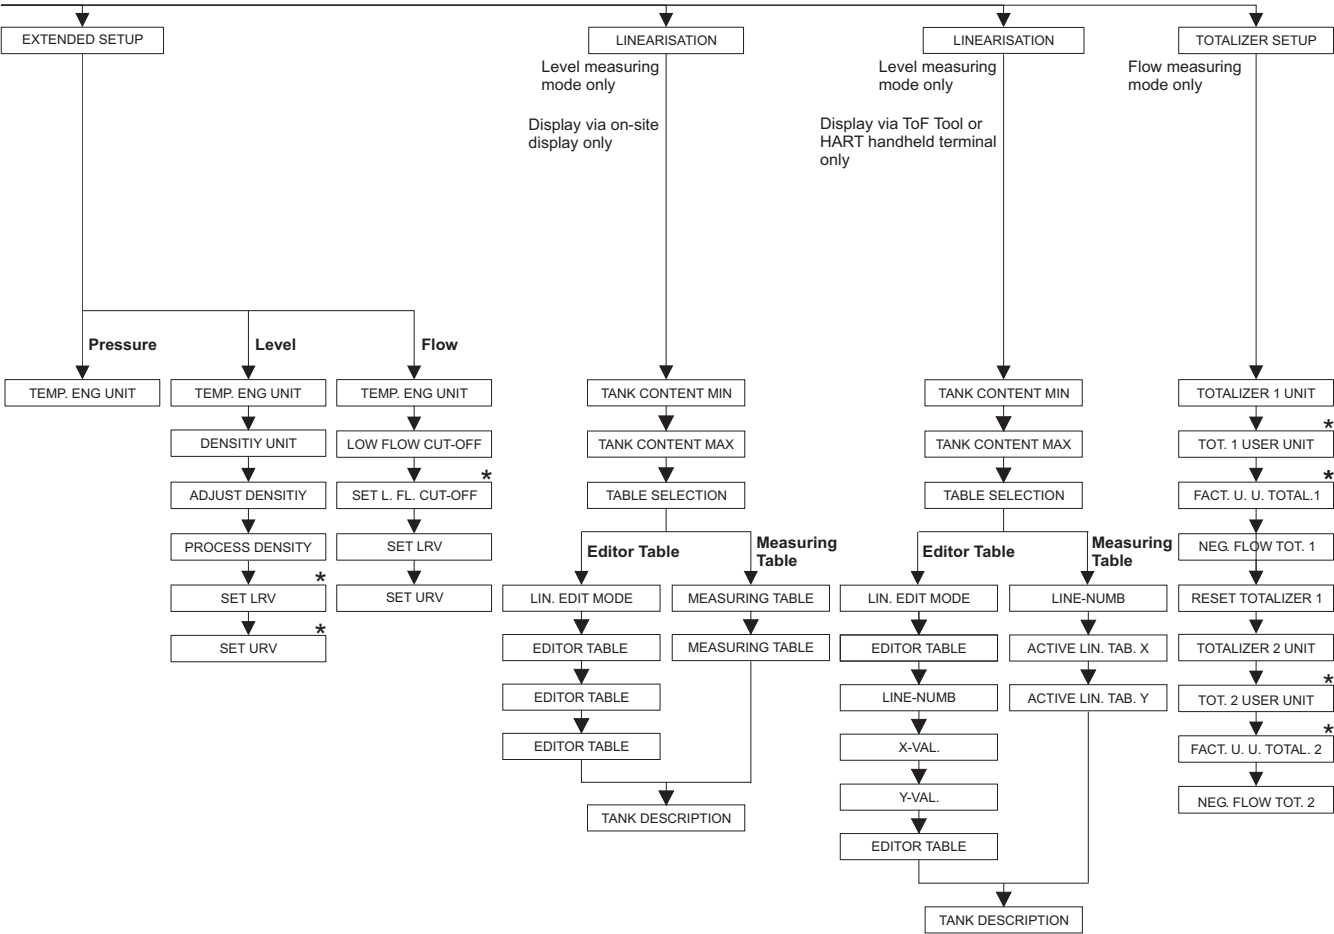 EXTENDED SETUP
LINEARISATION
LINEARISATION
TOTALIZER SETUP
Level measuring
mode only
Display via on-site
display only
Level measuring
mode only
Display via ToF Tool or
HART handheld terminal
only
Flow measuring
mode only
Pressure
Level
Flow
TEMP. ENG UNIT
TEMP. ENG UNIT
DENSITIY UNIT
ADJUST DENSITIY
PROCESS DENSITY
*
SET LRV
*
SET URV
TEMP. ENG UNIT
LOW FLOW CUT-OFF
*
SET L. FL. CUT-OFF
SET LRV
SET URV
TANK CONTENT MIN
TANK CONTENT MAX
TABLE SELECTION
Editor Table
LIN. EDIT MODE
EDITOR TABLE
EDITOR TABLE
EDITOR TABLE
Measuring
Table
MEASURING TABLE
MEASURING TABLE
TANK DESCRIPTION
TANK CONTENT MIN
TANK CONTENT MAX
TABLE SELECTION
Editor Table
LIN. EDIT MODE
EDITOR TABLE
LINE-NUMB
X-VAL.
Y-VAL.
EDITOR TABLE
Measuring
Table
LINE-NUMB
ACTIVE LIN. TAB. X
ACTIVE LIN. TAB. Y
TANK DESCRIPTION
TOTALIZER 1 UNIT
*
TOT. 1 USER UNIT
*
FACT. U. U. TOTAL.1
NEG. FLOW TOT. 1
RESET TOTALIZER 1
TOTALIZER 2 UNIT
*
TOT. 2 USER UNIT
*
FACT. U. U. TOTAL. 2
NEG. FLOW TOT. 2